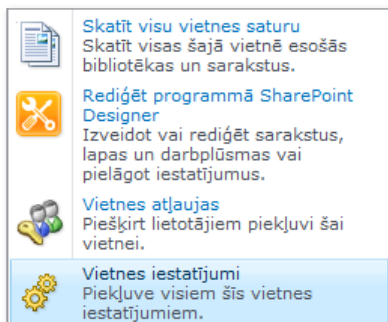 Skatīt visu vietnes saturu
Skatīt visas šajā vietnē esošās
bibliotēkas un sarakstus.
Rediģēt programmā SharePoint
Designer
Izveidot vai rediģēt sarakstus,
lapas un darbplūsmas vai
pielāgot iestatījumus.
Vietnes atļaujas
Piešķirt lietotājiem piekļuvi šai
vietnei.
Vietnes iestatījumi
Piekļuve visiem šīs vietnes
iestatījumiem.